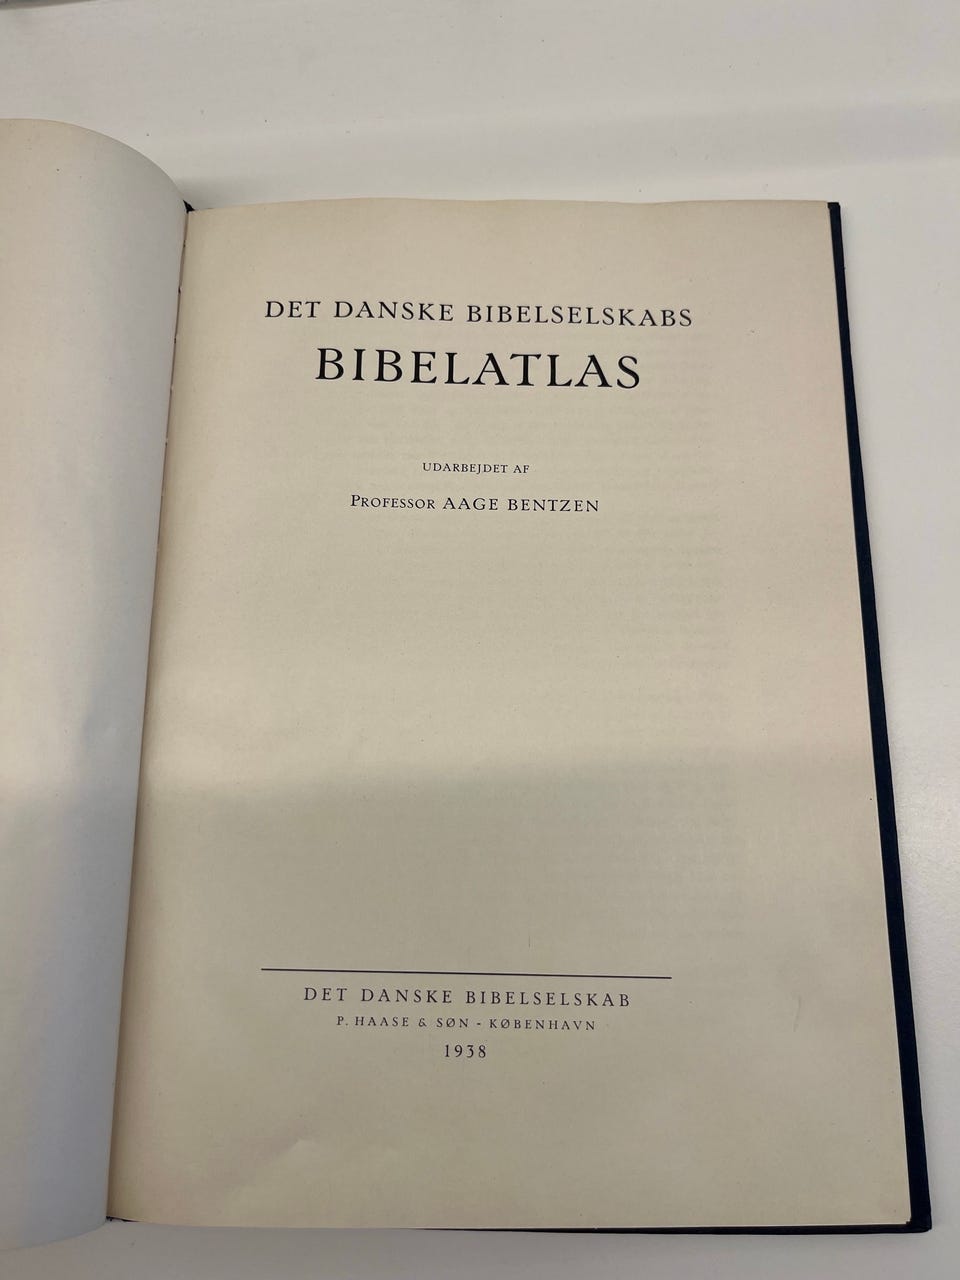 DET DANSKE BIBELSELSKABS
BIBELATLAS
UDARBEJDET AF
PROFESSOR AAGE BENTZEN
DET DANSKE BIBELSELSKAB
P. HAASE & SØN - KØBENHAVN
1938